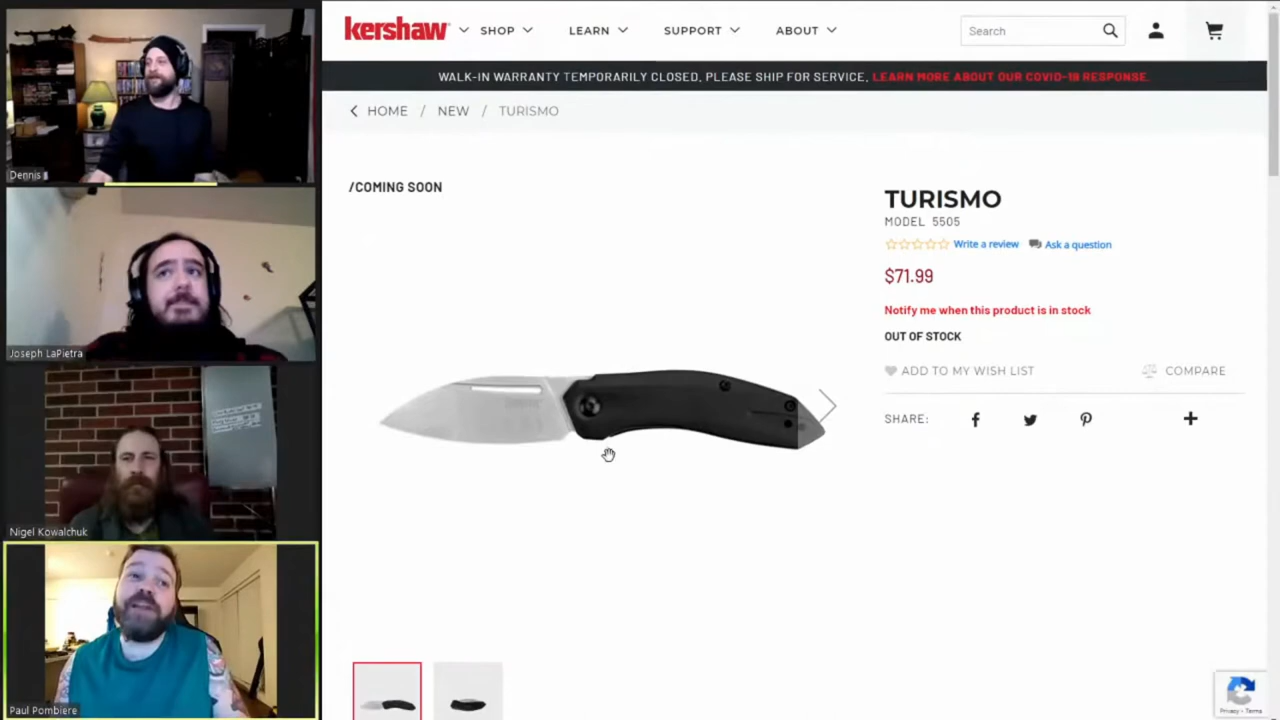 Dennis
Joseph LaPietra
Nigel Kowalchuk
Paul Pombiere
kershaw
SHOP
LEARN
SUPPORT
ABOUT
Search
WALK-IN WARRANTY TEMPORARILY CLOSED, PLEASE SHIP FOR SERVICE, LEARN MORE ABOUT OUR COVID-19 RESPONSE.
HOME / NEW / TURISMO
/COMING SOON
TURISMO
MODEL 5505
Write a review
Ask a question
$71.99
Notify me when this product is in stock
OUT OF STOCK
ADD TO MY WISH LIST
COMPARE
SHARE:
Privacy - Terms